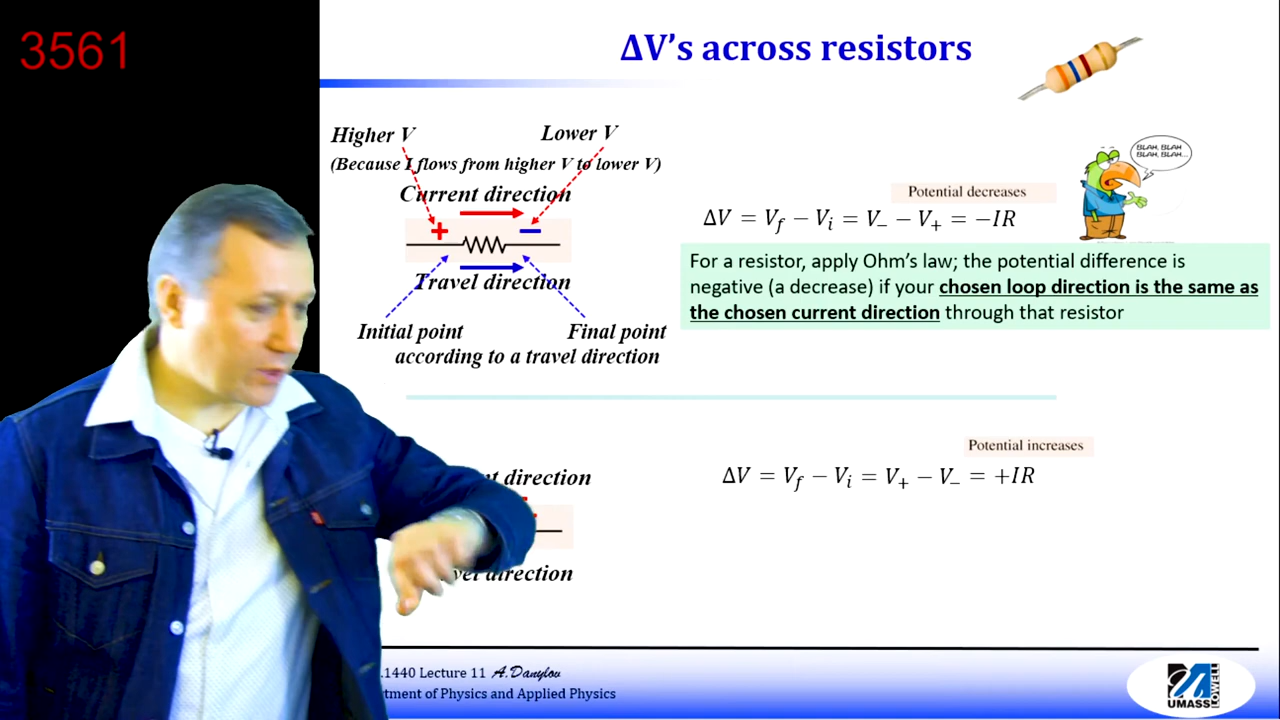 3561
ΔV's across resistors
Higher V
Lower V
(Because I flows from higher V to lower V)
Current direction
+
−
Travel direction
Initial point
Final point
according to a travel direction
BLAH, BLAH
BLAH, BLAH...
Potential decreases
ΔV = V_f − V_i = V_− − V_+ = −IR
For a resistor, apply Ohm's law; the potential difference is
negative (a decrease) if your chosen loop direction is the same as
the chosen current direction through that resistor
Potential increases
ΔV = V_f − V_i = V_+ − V_− = +IR
direction
direction
.1440 Lecture 11 A.Danylov
tment of Physics and Applied Physics
UMASS
LOWELL